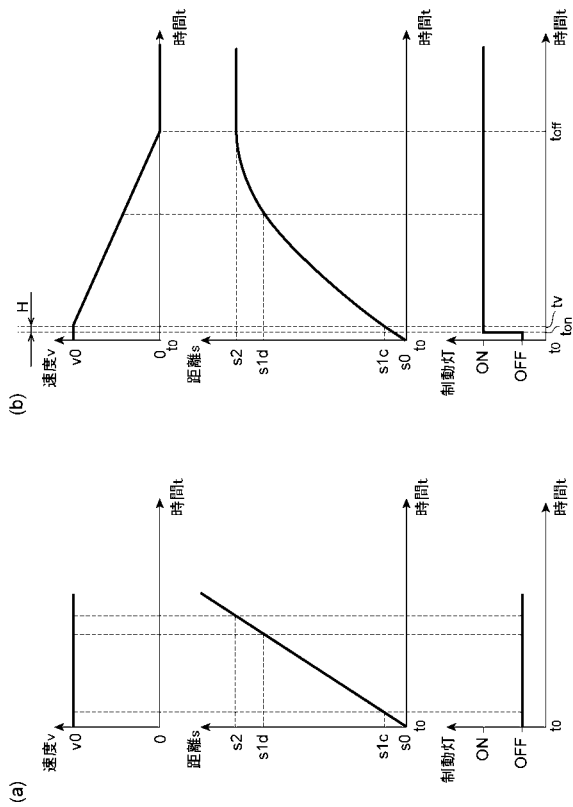 (a)
速度v
v0
0
時間t
距離s
s2
s1d
s1c
s0
t0
時間t
制動灯
ON
OFF
t0
時間t
(b)
H
速度v
v0
0
t0
時間t
距離s
s2
s1d
s1c
s0
t0
時間t
制動灯
ON
OFF
t0
ton
tv
toff
時間t